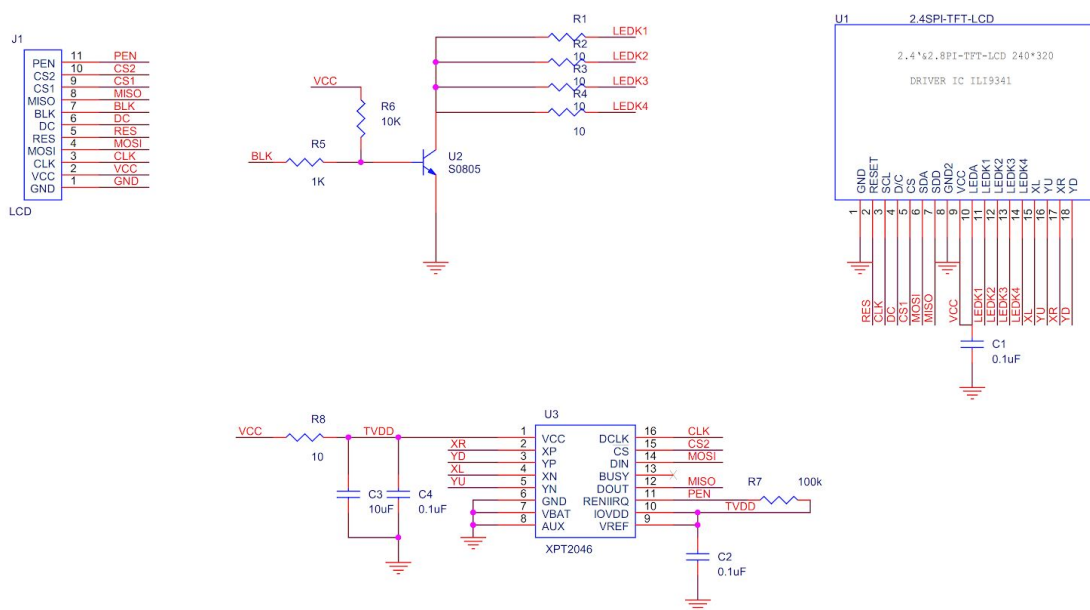 J1
PEN 11 PEN
CS2 10 CS2
CS1 9 CS1
MISO 8 MISO
BLK 7 BLK
DC 6 DC
RES 5 RES
MOSI 4 MOSI
CLK 3 CLK
VCC 2 VCC
GND 1 GND
LCD
R1
LEDK1
R2
10
LEDK2
R3
10
LEDK3
R4
10
LEDK4
10
VCC
R6
10K
BLK
R5
1K
U2
S0805
U1
2.4SPI-TFT-LCD
2.4'&2.8PI-TFT-LCD 240*320
DRIVER IC ILI9341
GND RESET SCL D/C CS SDA SDD GND2 VCC LEDA LEDK1 LEDK2 LEDK3 LEDK4 XL YU XR YD
1 2 3 4 5 6 7 8 9 10 11 12 13 14 15 16 17 18
RES CLK DC CS1 MOSI MISO VCC LEDK1 LEDK2 LEDK3 LEDK4 XL YU XR YD
C1
0.1uF
U3
VCC
R8
10
TVDD
1 VCC DCLK 16 CLK
XR 2 XP CS 15 CS2
YD 3 YP DIN 14 MOSI
XL 4 XN BUSY 13
YU 5 YN DOUT 12 MISO
6 GND RENIIRQ 11 PEN
7 VBAT IOVDD 10 TVDD
8 AUX VREF 9
XPT2046
R7
100k
C3
10uF
C4
0.1uF
C2
0.1uF